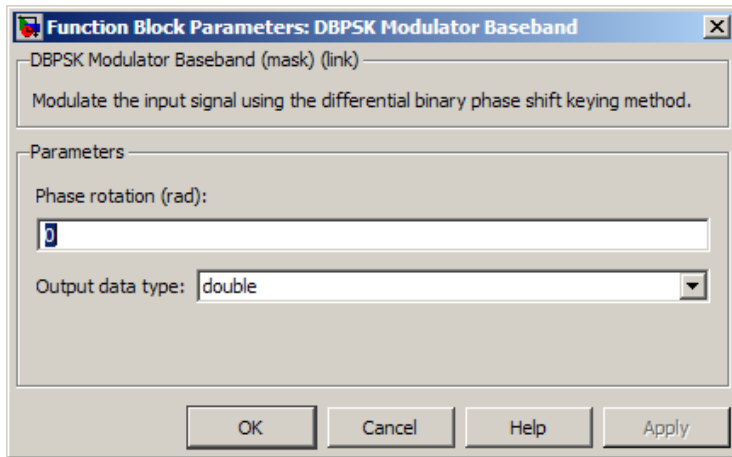 Function Block Parameters: DBPSK Modulator Baseband
DBPSK Modulator Baseband (mask) (link)
Modulate the input signal using the differential binary phase shift keying method.
Parameters
Phase rotation (rad):
0
Output data type: double
OK Cancel Help Apply